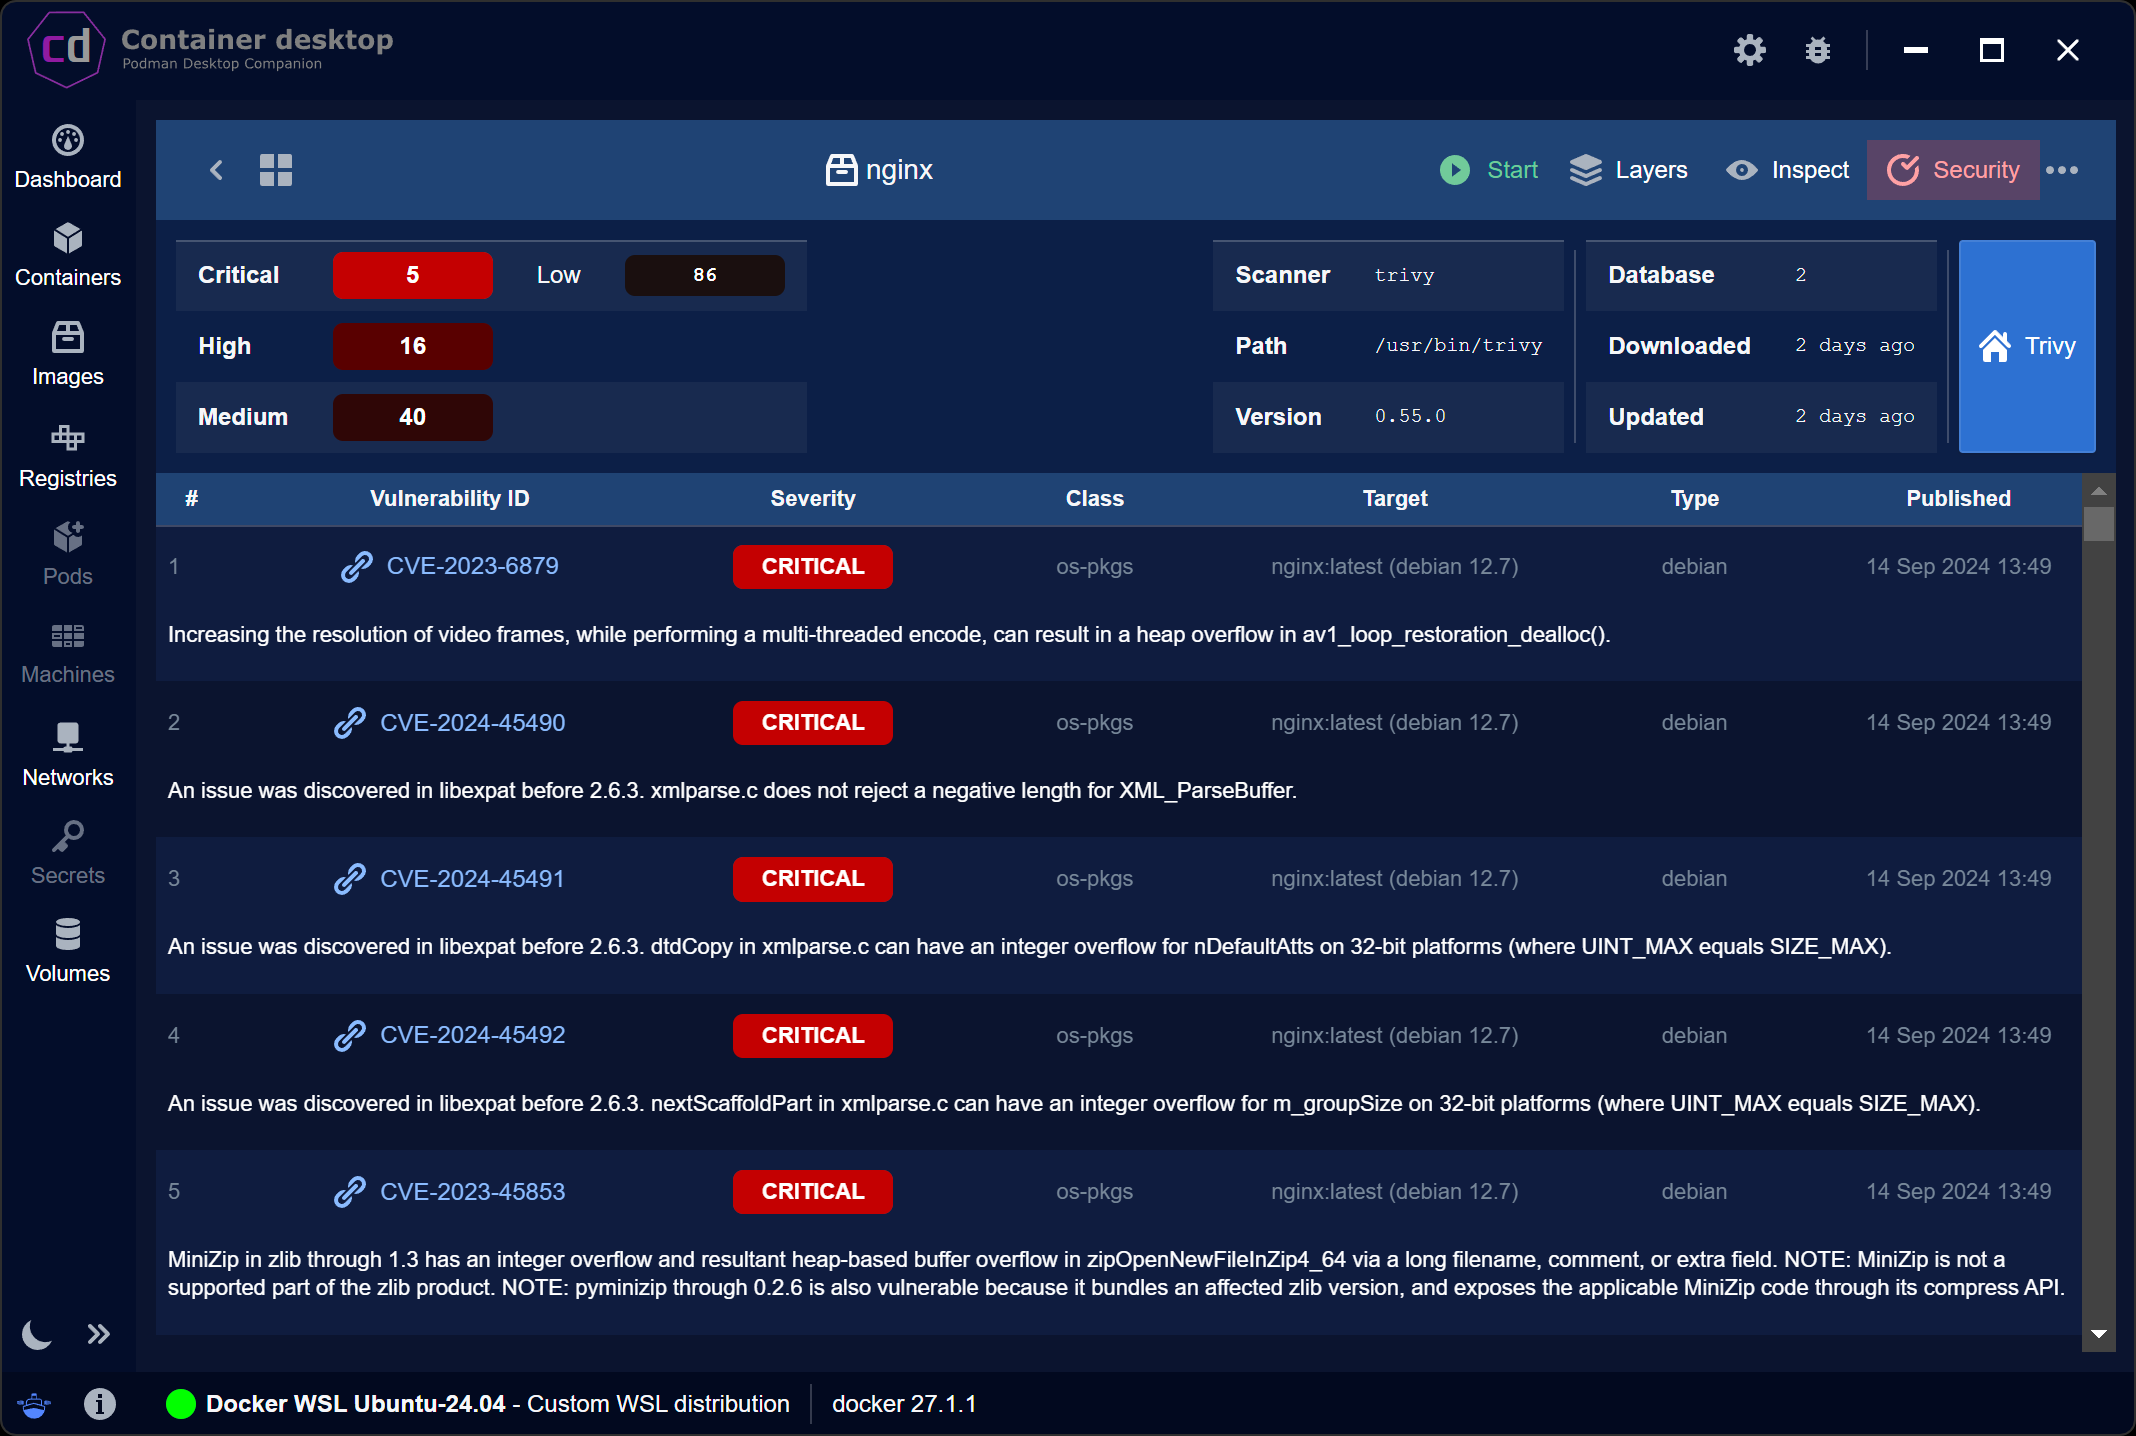 cd Container desktop
Podman Desktop Companion
Dashboard
Containers
Images
Registries
Pods
Machines
Networks
Secrets
Volumes
nginx
Start Layers Inspect Security
Critical 5 Low 86
High 16
Medium 40
Scanner trivy
Path /usr/bin/trivy
Version 0.55.0
Database 2
Downloaded 2 days ago
Updated 2 days ago
Trivy
# Vulnerability ID Severity Class Target Type Published
1 CVE-2023-6879 CRITICAL os-pkgs nginx:latest (debian 12.7) debian 14 Sep 2024 13:49
Increasing the resolution of video frames, while performing a multi-threaded encode, can result in a heap overflow in av1_loop_restoration_dealloc().
2 CVE-2024-45490 CRITICAL os-pkgs nginx:latest (debian 12.7) debian 14 Sep 2024 13:49
An issue was discovered in libexpat before 2.6.3. xmlparse.c does not reject a negative length for XML_ParseBuffer.
3 CVE-2024-45491 CRITICAL os-pkgs nginx:latest (debian 12.7) debian 14 Sep 2024 13:49
An issue was discovered in libexpat before 2.6.3. dtdCopy in xmlparse.c can have an integer overflow for nDefaultAtts on 32-bit platforms (where UINT_MAX equals SIZE_MAX).
4 CVE-2024-45492 CRITICAL os-pkgs nginx:latest (debian 12.7) debian 14 Sep 2024 13:49
An issue was discovered in libexpat before 2.6.3. nextScaffoldPart in xmlparse.c can have an integer overflow for m_groupSize on 32-bit platforms (where UINT_MAX equals SIZE_MAX).
5 CVE-2023-45853 CRITICAL os-pkgs nginx:latest (debian 12.7) debian 14 Sep 2024 13:49
MiniZip in zlib through 1.3 has an integer overflow and resultant heap-based buffer overflow in zipOpenNewFileInZip4_64 via a long filename, comment, or extra field. NOTE: MiniZip is not a
supported part of the zlib product. NOTE: pyminizip through 0.2.6 is also vulnerable because it bundles an affected zlib version, and exposes the applicable MiniZip code through its compress API.
Docker WSL Ubuntu-24.04 - Custom WSL distribution docker 27.1.1